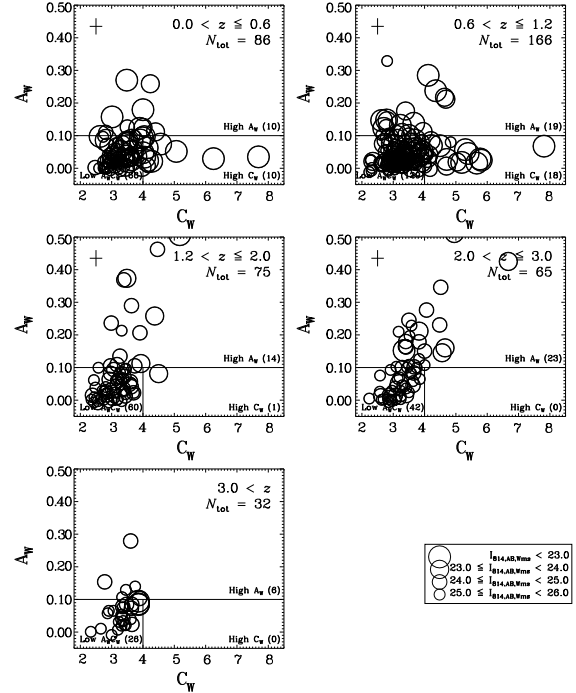 0.0 < z ≦ 0.6
N_tot = 86
High A_W (10)
High C_W (10)
0.50
0.40
0.30
0.20
0.10
0.00
A_W
2 3 4 5 6 7 8
C_W
0.6 < z ≦ 1.2
N_tot = 166
High A_W (19)
High C_W (18)
0.50
0.40
0.30
0.20
0.10
0.00
A_W
2 3 4 5 6 7 8
C_W
1.2 < z ≦ 2.0
N_tot = 75
High A_W (14)
Low A_W C_W (60)
High C_W (1)
0.50
0.40
0.30
0.20
0.10
0.00
A_W
2 3 4 5 6 7 8
C_W
2.0 < z ≦ 3.0
N_tot = 65
High A_W (23)
Low A_W C_W (42)
High C_W (0)
0.50
0.40
0.30
0.20
0.10
0.00
A_W
2 3 4 5 6 7 8
C_W
3.0 < z
N_tot = 32
High A_W (6)
Low A_W C_W (26)
High C_W (0)
0.50
0.40
0.30
0.20
0.10
0.00
A_W
2 3 4 5 6 7 8
C_W
I_814,AB,Wms < 23.0
23.0 ≦ I_814,AB,Wms < 24.0
24.0 ≦ I_814,AB,Wms < 25.0
25.0 ≦ I_814,AB,Wms < 26.0